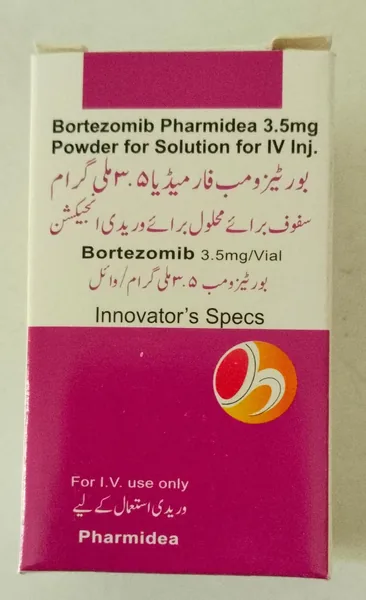 Bortezomib Pharmidea 3.5mg
Powder for Solution for IV Inj.
بورٹیزومب فارمیڈیا ۳.۵ ملی گرام
سفوف برائے محلول برائے وریدی انجیکشن
Bortezomib 3.5mg/Vial
بورٹیزومب ۳.۵ ملی گرام/وائل
Innovator's Specs
For I.V. use only
وریدی استعمال کے لیے
Pharmidea